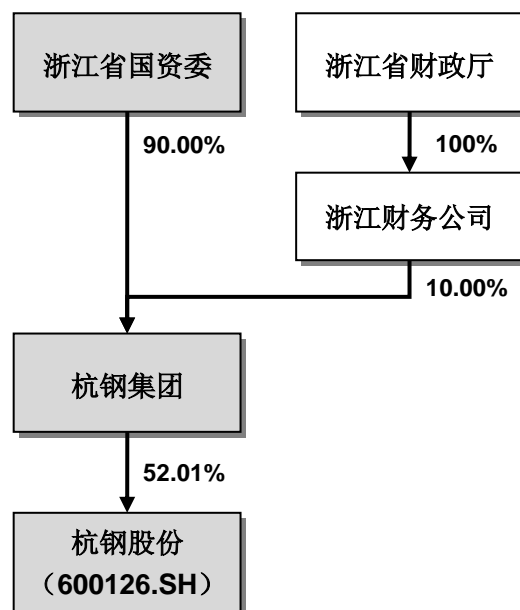 浙江省国资委
浙江省财政厅
90.00%
100%
浙江财务公司
10.00%
杭钢集团
52.01%
杭钢股份
（600126.SH）